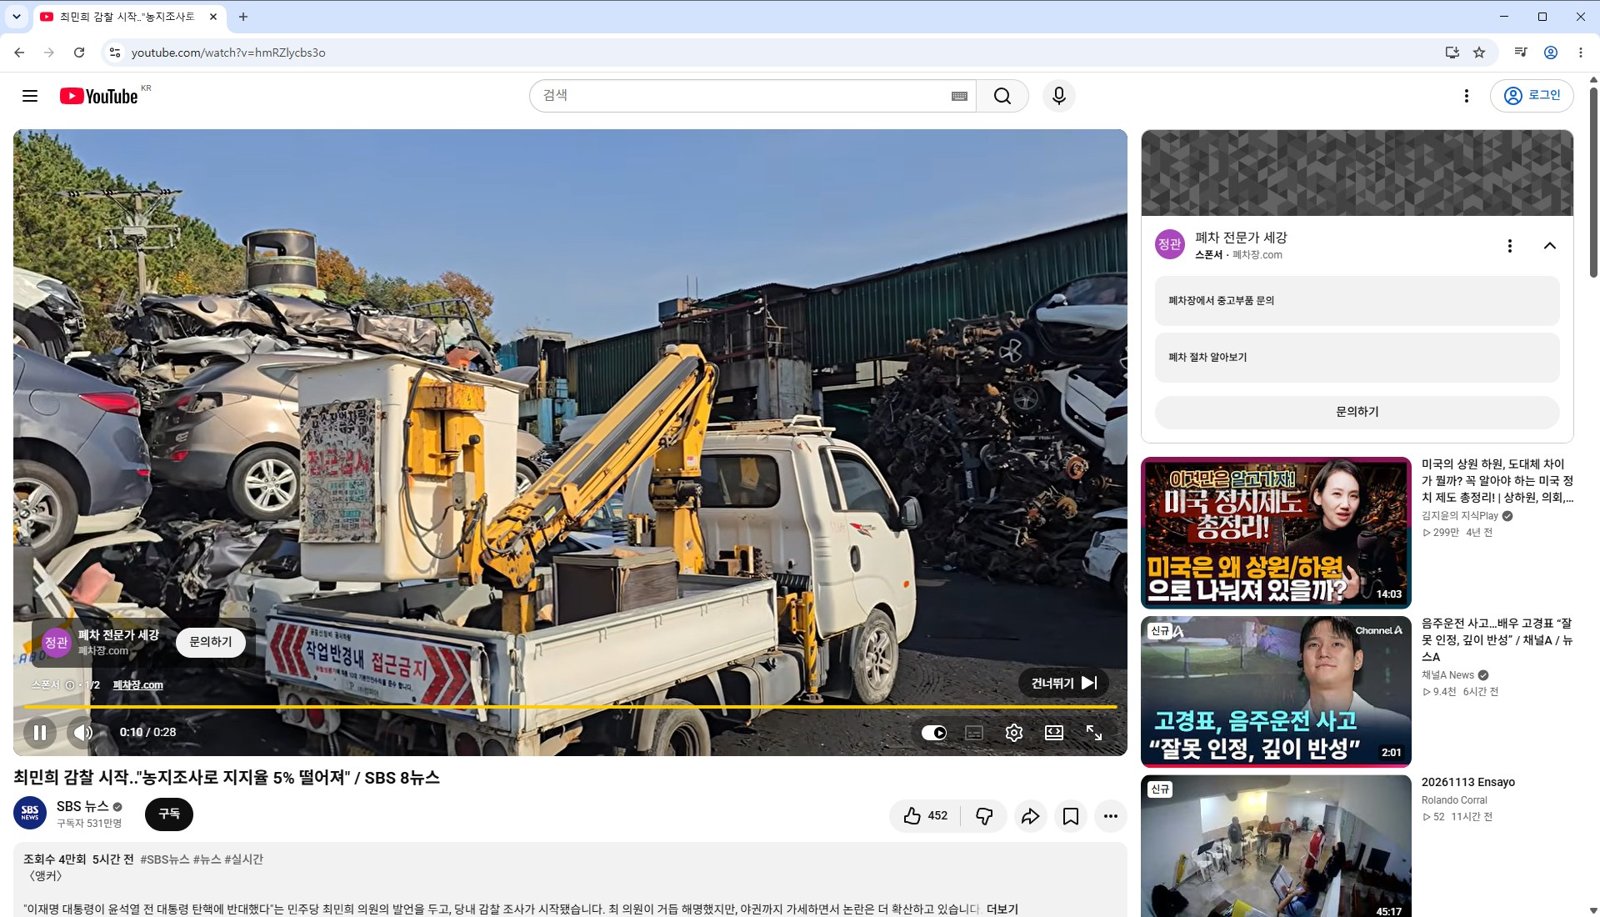 최민희 감찰 시작.."농지조사로
youtube.com/watch?v=hmRZlycbs3o
YouTube KR
검색
로그인
접근금지
작업반경내 접근금지
정관
폐차 전문가 세강
폐차장.com
문의하기
스폰서 · 1/2 폐차장.com
건너뛰기
0:10 / 0:28
최민희 감찰 시작.."농지조사로 지지율 5% 떨어져" / SBS 8뉴스
SBS NEWS
SBS 뉴스
구독자 531만명
구독
452
조회수 4만회 5시간 전 #SBS뉴스 #뉴스 #실시간
〈앵커〉
"이재명 대통령이 윤석열 전 대통령 탄핵에 반대했다"는 민주당 최민희 의원의 발언을 두고, 당내 감찰 조사가 시작됐습니다. 최 의원이 거듭 해명했지만, 야권까지 가세하면서 논란은 더 확산하고 있습니다. 더보기
정관
폐차 전문가 세강
스폰서 · 폐차장.com
폐차장에서 중고부품 문의
폐차 절차 알아보기
문의하기
이것만은 알고가자!
미국 정치제도
총정리!
미국은 왜 상원/하원
으로 나눠져 있을까?
14:03
미국의 상원 하원, 도대체 차이
가 뭘까? 꼭 알아야 하는 미국 정
치 제도 총정리! | 상하원, 의회,...
김지윤의 지식Play
299만 4년 전
신규
Channel A
고경표, 음주운전 사고
"잘못 인정, 깊이 반성"
2:01
음주운전 사고...배우 고경표 "잘
못 인정, 깊이 반성" / 채널A / 뉴
스A
채널A News
9.4천 6시간 전
신규
45:17
20261113 Ensayo
Rolando Corral
52 11시간 전